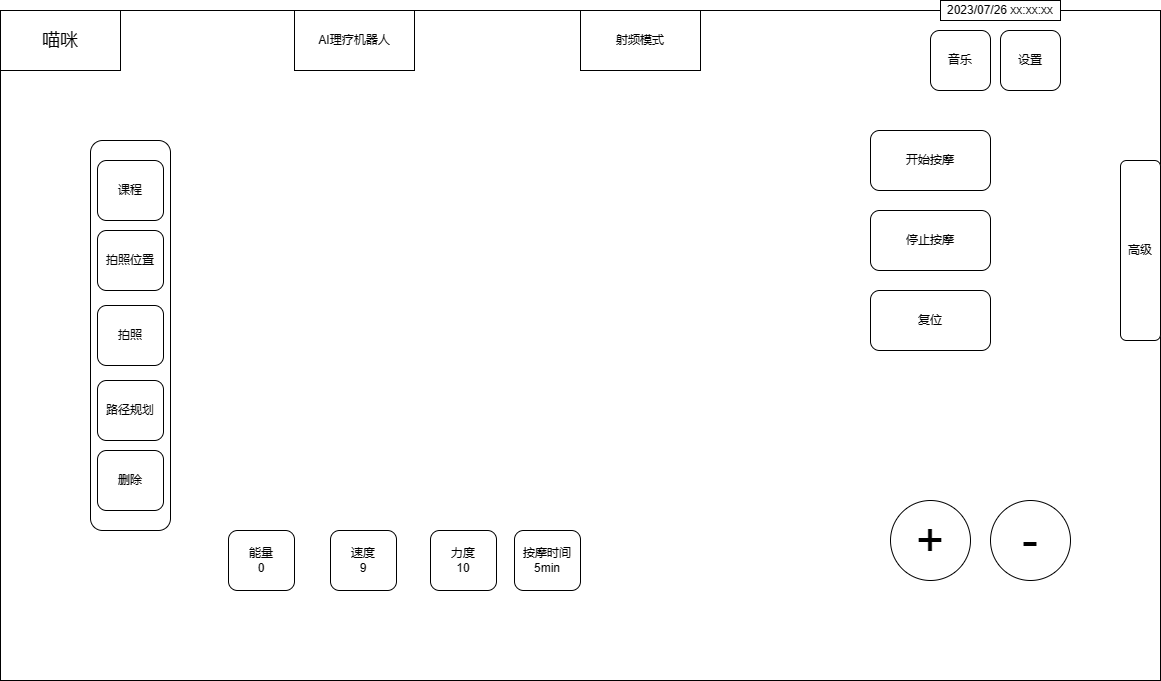 2023/07/26 xx:xx:xx
喵咪
AI理疗机器人
射频模式
音乐
设置
课程
拍照位置
拍照
路径规划
删除
开始按摩
停止按摩
复位
高级
能量
0
速度
9
力度
10
按摩时间
5min
+
-